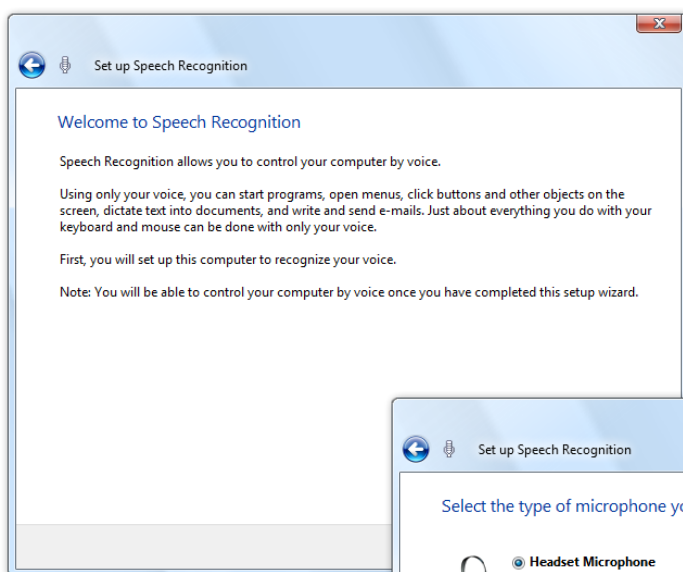 Set up Speech Recognition
Welcome to Speech Recognition
Speech Recognition allows you to control your computer by voice.
Using only your voice, you can start programs, open menus, click buttons and other objects on the
screen, dictate text into documents, and write and send e-mails. Just about everything you do with your
keyboard and mouse can be done with only your voice.
First, you will set up this computer to recognize your voice.
Note: You will be able to control your computer by voice once you have completed this setup wizard.
Set up Speech Recognition
Select the type of microphone
Headset Microphone